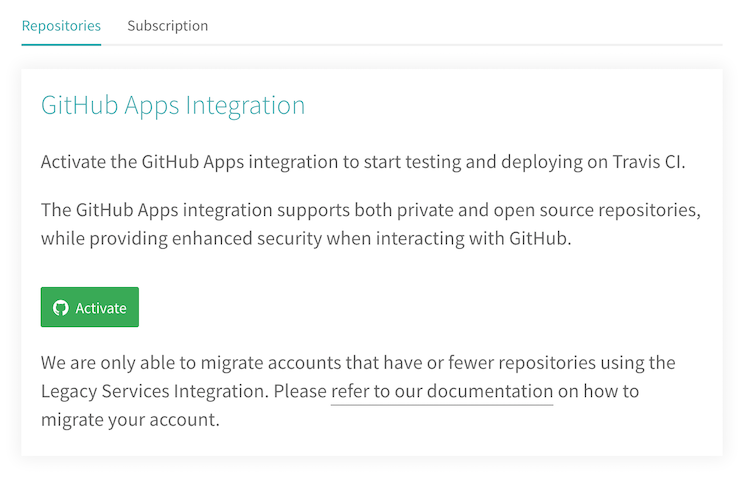 Repositories Subscription
GitHub Apps Integration
Activate the GitHub Apps integration to start testing and deploying on Travis CI.
The GitHub Apps integration supports both private and open source repositories,
while providing enhanced security when interacting with GitHub.
Activate
We are only able to migrate accounts that have or fewer repositories using the
Legacy Services Integration. Please refer to our documentation on how to
migrate your account.